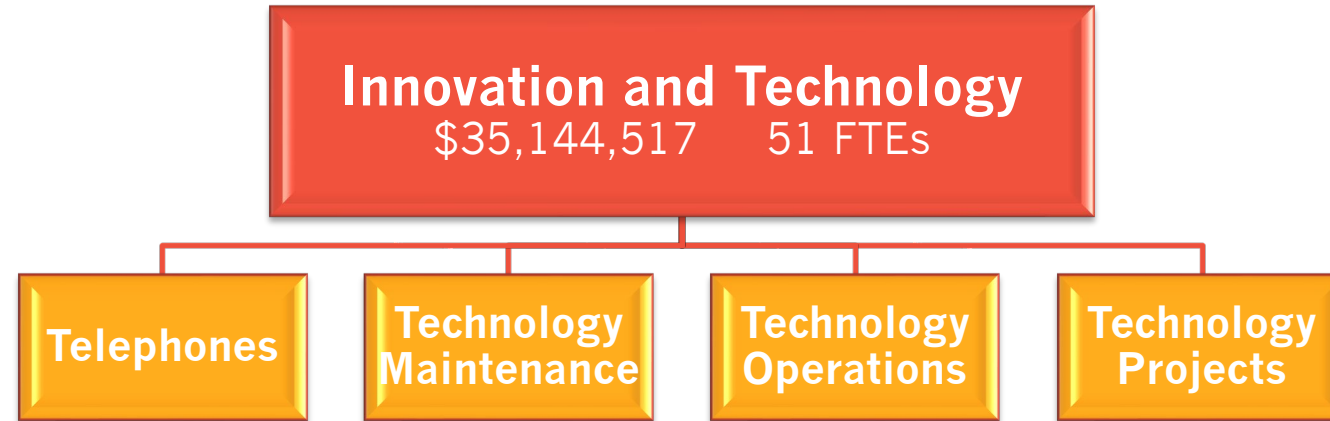 Innovation and Technology
$35,144,517 51 FTEs
Telephones
Technology
Maintenance
Technology
Operations
Technology
Projects